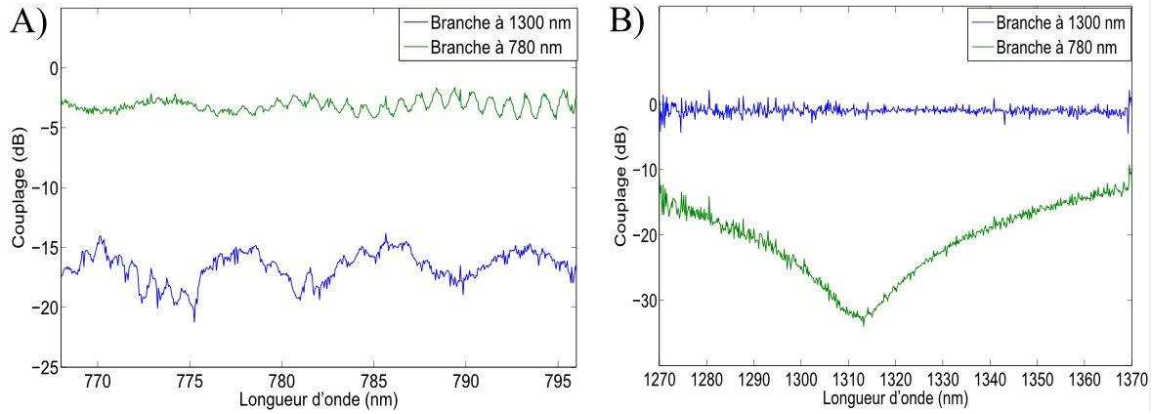 A)
Branche à 1300 nm
Branche à 780 nm
0
−5
−10
−15
−20
−25
Couplage (dB)
770
775
780
785
790
795
Longueur d'onde (nm)
B)
Branche à 1300 nm
Branche à 780 nm
0
−10
−20
−30
Couplage (dB)
1270
1280
1290
1300
1310
1320
1330
1340
1350
1360
1370
Longueur d'onde (nm)